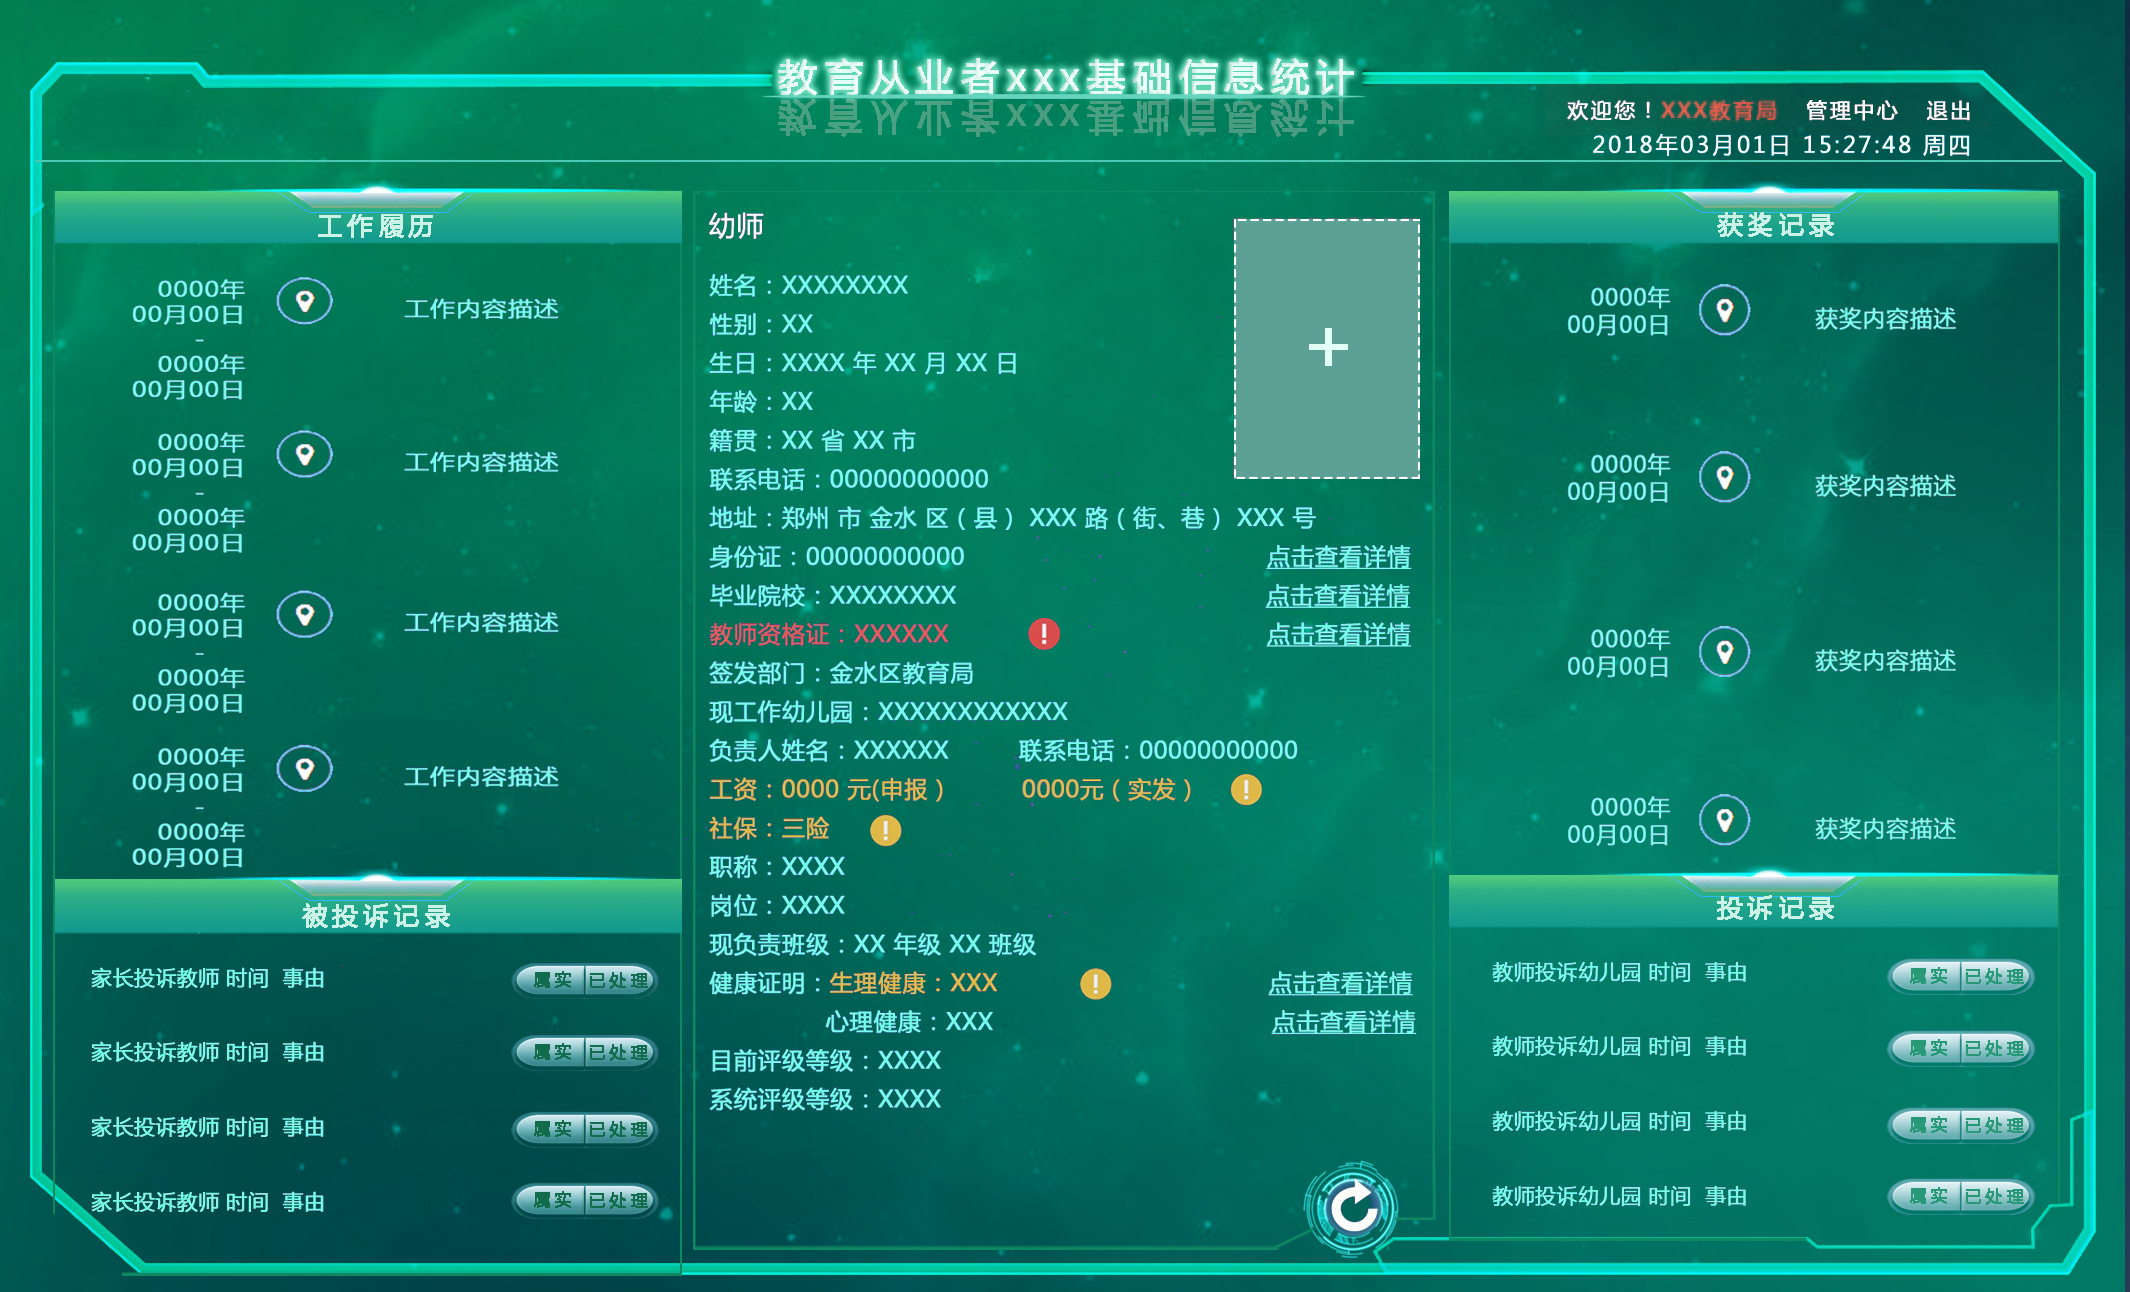 教育从业者xxx基础信息统计
欢迎您！XXX教育局 管理中心 退出
2018年03月01日 15:27:48 周四
工作履历
0000年
00月00日
-
0000年
00月00日
工作内容描述
0000年
00月00日
-
0000年
00月00日
工作内容描述
0000年
00月00日
-
0000年
00月00日
工作内容描述
0000年
00月00日
-
0000年
00月00日
工作内容描述
被投诉记录
家长投诉教师 时间 事由 属实 已处理
家长投诉教师 时间 事由 属实 已处理
家长投诉教师 时间 事由 属实 已处理
家长投诉教师 时间 事由 属实 已处理
幼师
姓名：XXXXXXXX
性别：XX
生日：XXXX 年 XX 月 XX 日
年龄：XX
籍贯：XX 省 XX 市
联系电话：00000000000
地址：郑州 市 金水 区（县） XXX 路（街、巷） XXX 号
身份证：00000000000 点击查看详情
毕业院校：XXXXXXXX 点击查看详情
教师资格证：XXXXXX ! 点击查看详情
签发部门：金水区教育局
现工作幼儿园：XXXXXXXXXXXX
负责人姓名：XXXXXX 联系电话：00000000000
工资：0000 元(申报） 0000元（实发） !
社保：三险 !
职称：XXXX
岗位：XXXX
现负责班级：XX 年级 XX 班级
健康证明：生理健康：XXX ! 点击查看详情
心理健康：XXX 点击查看详情
目前评级等级：XXXX
系统评级等级：XXXX
获奖记录
0000年
00月00日
获奖内容描述
0000年
00月00日
获奖内容描述
0000年
00月00日
获奖内容描述
0000年
00月00日
获奖内容描述
投诉记录
教师投诉幼儿园 时间 事由 属实 已处理
教师投诉幼儿园 时间 事由 属实 已处理
教师投诉幼儿园 时间 事由 属实 已处理
教师投诉幼儿园 时间 事由 属实 已处理